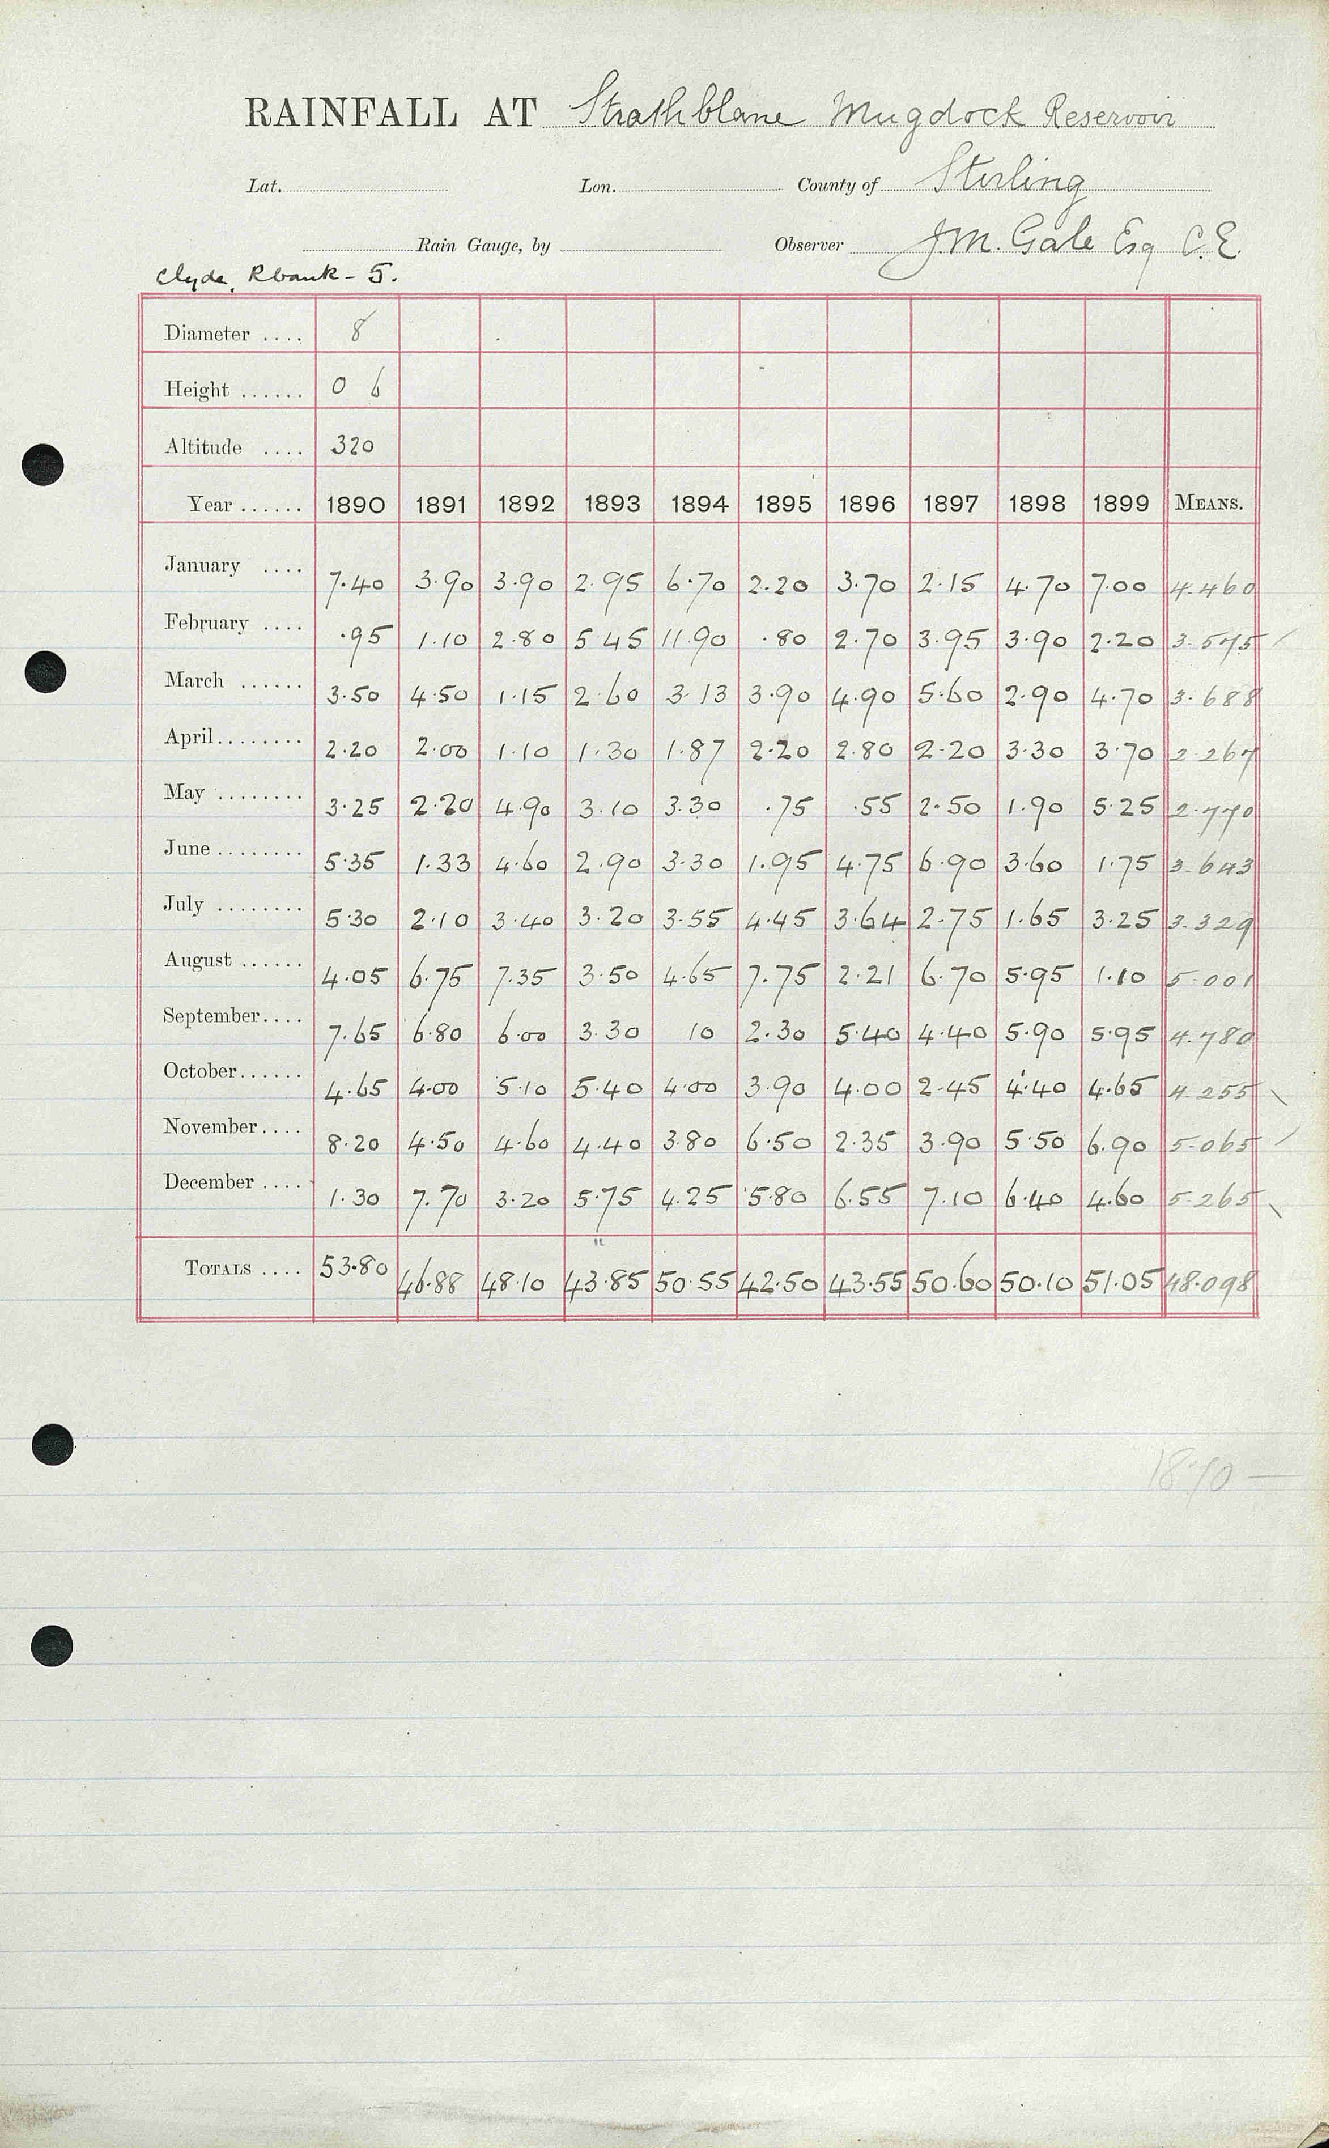 RAINFALL AT Strathblane Mugdock Reservoir
Lat. Lon. County of Stirling
Rain Gauge, by Observer J.M. Gale Esq C.E.
Clyde, Rbank - 5.
Diameter .... 8
Height ...... 0 6
Altitude .... 320
Year ...... 1890 1891 1892 1893 1894 1895 1896 1897 1898 1899 MEANS.
January .... 7.40 3.90 3.90 2.95 6.70 2.20 3.70 2.15 4.70 7.00 4.460
February .... .95 1.10 2.80 5 45 11.90 .80 2.70 3.95 3.90 2.20 3.575
March ...... 3.50 4.50 1.15 2.60 3.13 3.90 4.90 5.60 2.90 4.70 3.688
April ........ 2.20 2.00 1.10 1.30 1.87 2.20 2.80 2.20 3.30 3.70 2.267
May ........ 3.25 2.20 4.90 3.10 3.30 .75 .55 2.50 1.90 5.25 2.770
June ........ 5.35 1.33 4.60 2.90 3.30 1.95 4.75 6.90 3.60 1.75 3.643
July ........ 5.30 2.10 3.40 3.20 3.55 4.45 3.64 2.75 1.65 3.25 3.329
August ...... 4.05 6.75 7.35 3.50 4.65 7.75 2.21 6.70 5.95 1.10 5.001
September .... 7.65 6.80 6.00 3.30 10 2.30 5.40 4.40 5.90 5.95 4.780
October ...... 4.65 4.00 5.10 5.40 4.00 3.90 4.00 2.45 4.40 4.65 4.255
November .... 8.20 4.50 4.60 4.40 3.80 6.50 2.35 3.90 5.50 6.90 5.065
December .... 1.30 7.70 3.20 5.75 4.25 5.80 6.55 7.10 6.40 4.60 5.265
TOTALS .... 53.80 46.88 48.10 43.85 50.55 42.50 43.55 50.60 50.10 51.05 48.098
1870 —